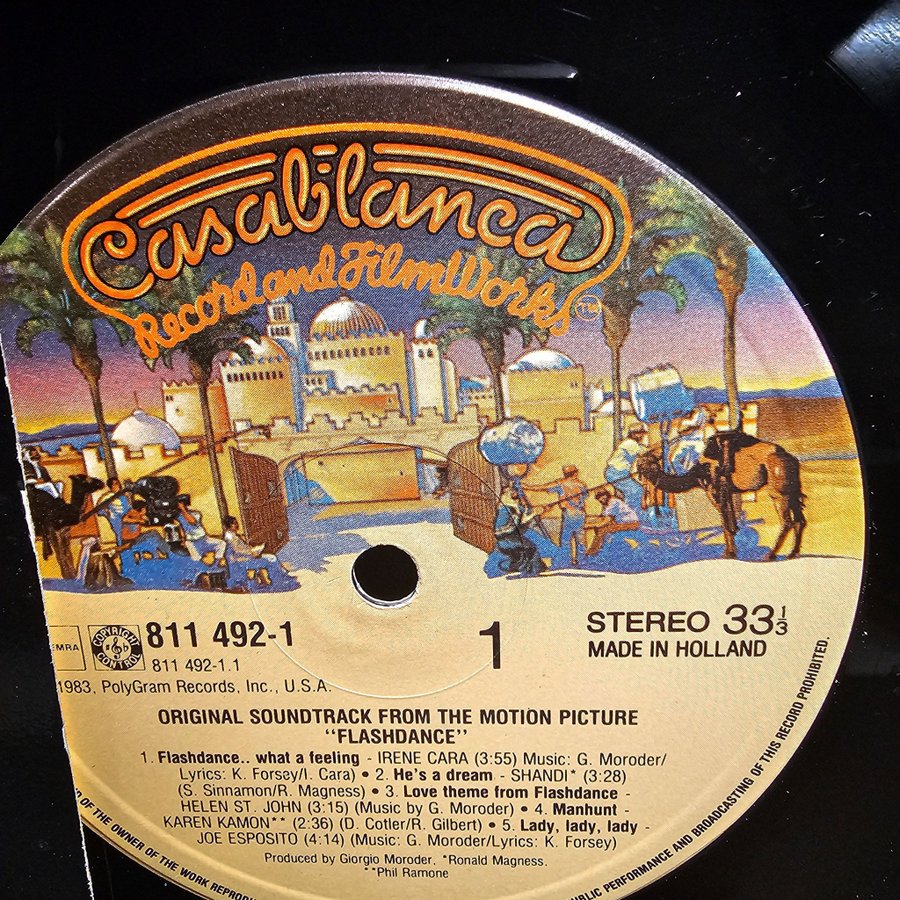 Casablanca
Record and FilmWorks TM
EMRA
COPYRIGHT CONTROL
811 492-1
811 492-1.1
1
STEREO 33 1/3
MADE IN HOLLAND
1983, PolyGram Records, Inc., U.S.A.
ORIGINAL SOUNDTRACK FROM THE MOTION PICTURE
"FLASHDANCE"
1. Flashdance.. what a feeling - IRENE CARA (3:55) Music: G. Moroder/
Lyrics: K. Forsey/I. Cara) • 2. He's a dream - SHANDI* (3:28)
(S. Sinnamon/R. Magness) • 3. Love theme from Flashdance -
HELEN ST. JOHN (3:15) (Music by G. Moroder) • 4. Manhunt -
KAREN KAMON** (2:36) (D. Cotler/R. Gilbert) • 5. Lady, lady, lady -
JOE ESPOSITO (4:14) (Music: G. Moroder/Lyrics: K. Forsey)
Produced by Giorgio Moroder. *Ronald Magness.
**Phil Ramone
OF THE OWNER OF THE WORK REPROD
PUBLIC PERFORMANCE AND BROADCASTING OF THIS RECORD PROHIBITED.